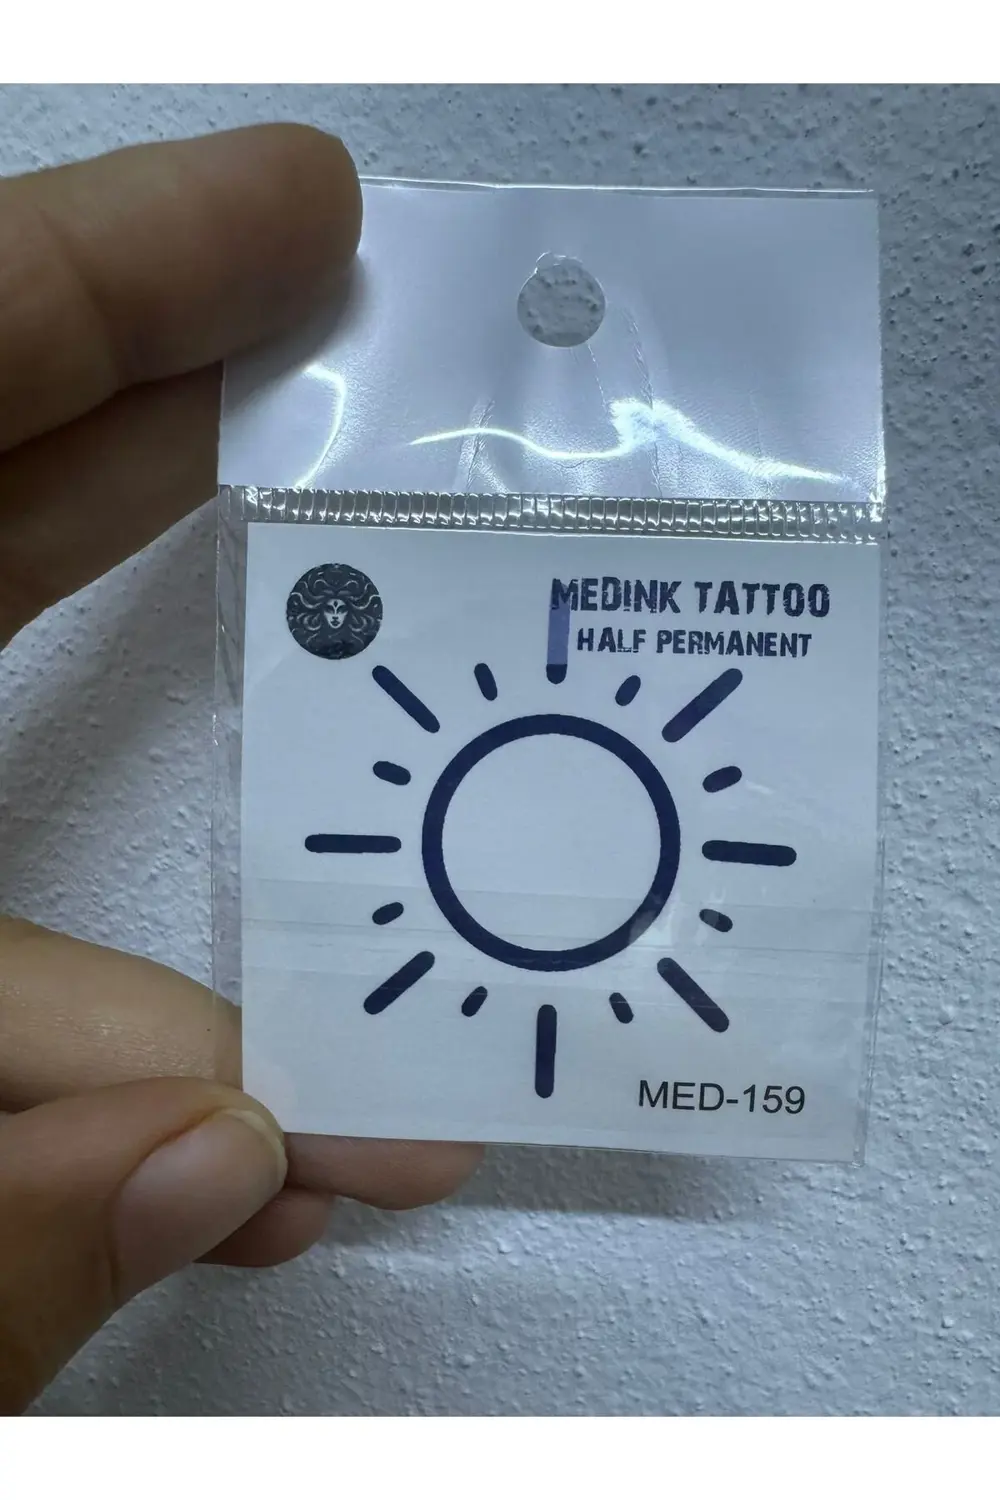 MEDINK TATTOO
HALF PERMANENT
MED-159